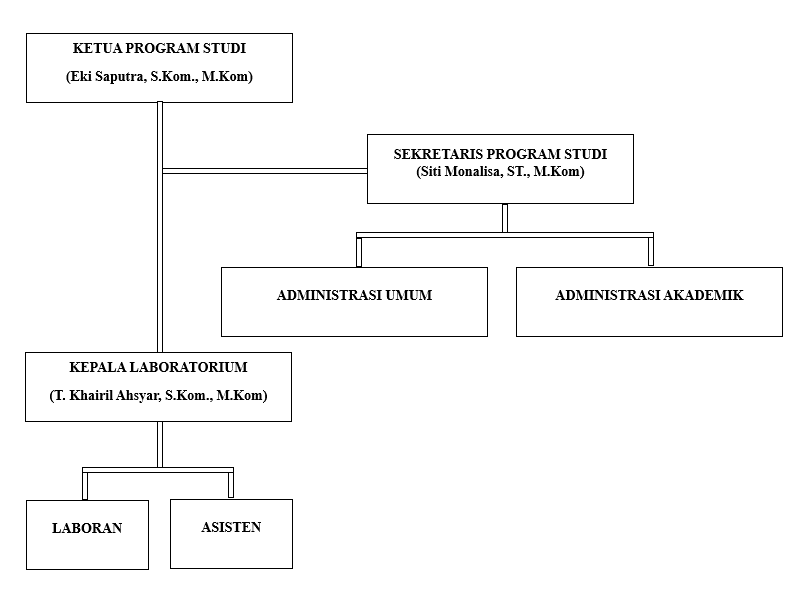 KETUA PROGRAM STUDI
(Eki Saputra, S.Kom., M.Kom)
SEKRETARIS PROGRAM STUDI
(Siti Monalisa, ST., M.Kom)
ADMINISTRASI UMUM
ADMINISTRASI AKADEMIK
KEPALA LABORATORIUM
(T. Khairil Ahsyar, S.Kom., M.Kom)
LABORAN
ASISTEN